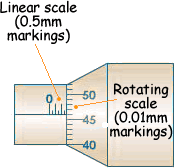 Linear scale
(0.5mm
markings)
0
50
45
40
Rotating
scale
(0.01mm
markings)